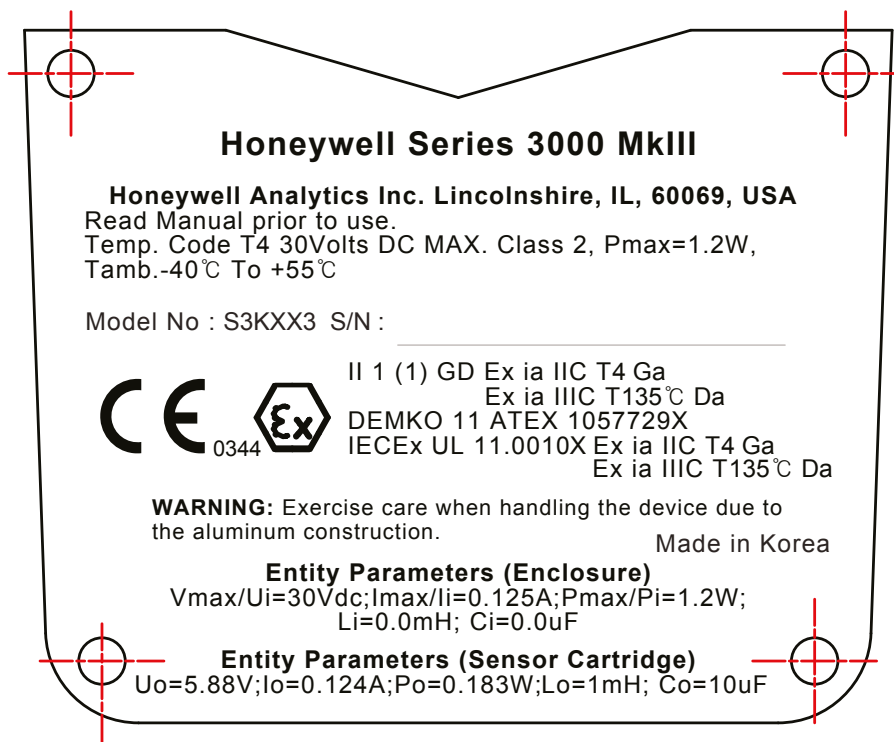 Honeywell Series 3000 MkIII
Honeywell Analytics Inc. Lincolnshire, IL, 60069, USA
Read Manual prior to use.
Temp. Code T4 30Volts DC MAX. Class 2, Pmax=1.2W,
Tamb.-40℃ To +55℃
Model No : S3KXX3 S/N :
II 1 (1) GD Ex ia IIC T4 Ga
Ex ia IIIC T135℃ Da
DEMKO 11 ATEX 1057729X
IECEx UL 11.0010X Ex ia IIC T4 Ga
Ex ia IIIC T135℃ Da
CE 0344 Ex
WARNING: Exercise care when handling the device due to
the aluminum construction.
Made in Korea
Entity Parameters (Enclosure)
Vmax/Ui=30Vdc;Imax/Ii=0.125A;Pmax/Pi=1.2W;
Li=0.0mH; Ci=0.0uF
Entity Parameters (Sensor Cartridge)
Uo=5.88V;Io=0.124A;Po=0.183W;Lo=1mH; Co=10uF